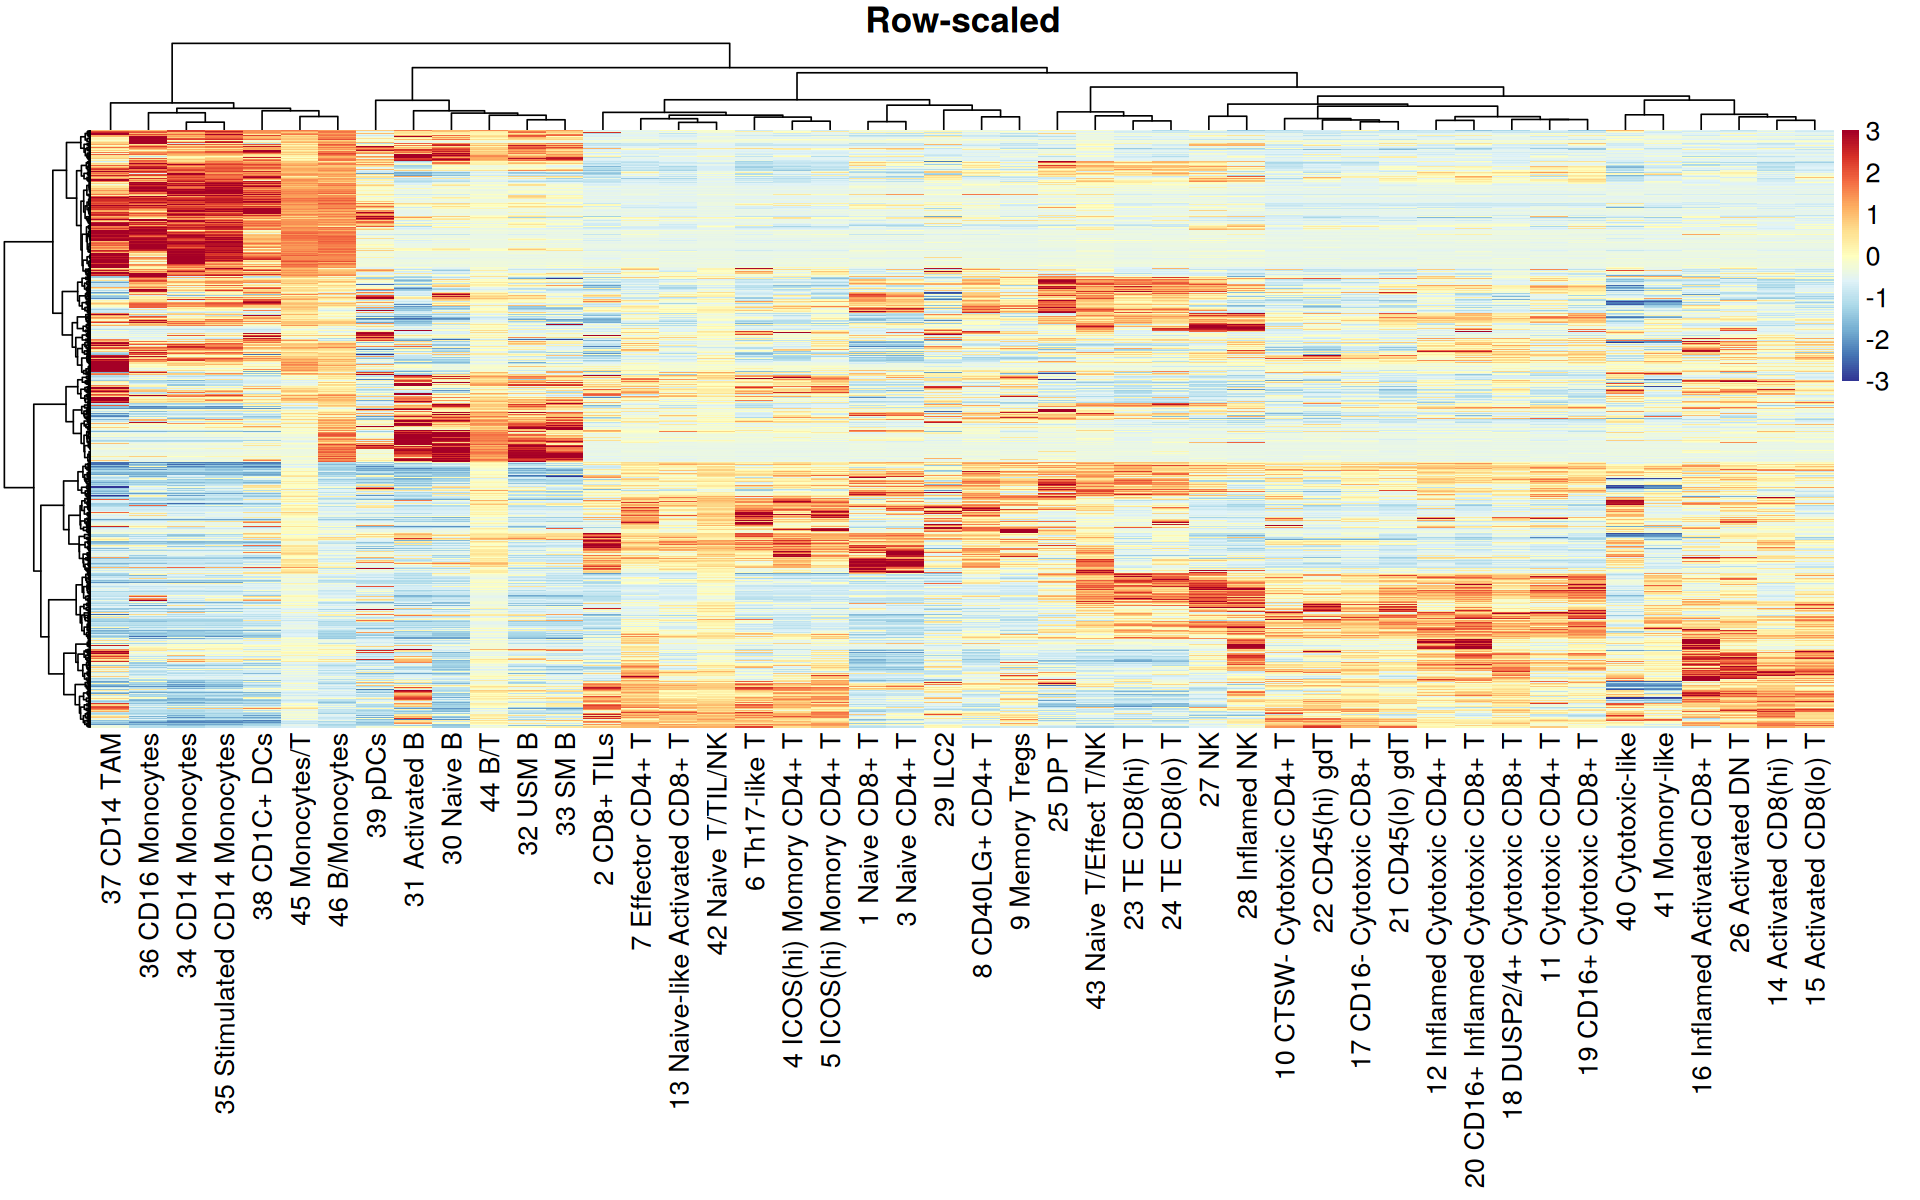 Row-scaled
3
2
1
0
-1
-2
-3
37 CD14 TAM
36 CD16 Monocytes
34 CD14 Monocytes
35 Stimulated CD14 Monocytes
38 CD1C+ DCs
45 Monocytes/T
46 B/Monocytes
39 pDCs
31 Activated B
30 Naive B
44 B/T
32 USM B
33 SM B
2 CD8+ TILs
7 Effector CD4+ T
13 Naive-like Activated CD8+ T
42 Naive T/TIL/NK
6 Th17-like T
4 ICOS(hi) Momory CD4+ T
5 ICOS(hi) Momory CD4+ T
1 Naive CD8+ T
3 Naive CD4+ T
29 ILC2
8 CD40LG+ CD4+ T
9 Memory Tregs
25 DP T
43 Naive T/Effect T/NK
23 TE CD8(hi) T
24 TE CD8(lo) T
27 NK
28 Inflamed NK
10 CTSW- Cytotoxic CD4+ T
22 CD45(hi) gdT
17 CD16- Cytotoxic CD8+ T
21 CD45(lo) gdT
12 Inflamed Cytotoxic CD4+ T
20 CD16+ Inflamed Cytotoxic CD8+ T
18 DUSP2/4+ Cytotoxic CD8+ T
11 Cytotoxic CD4+ T
19 CD16+ Cytotoxic CD8+ T
40 Cytotoxic-like
41 Momory-like
16 Inflamed Activated CD8+ T
26 Activated DN T
14 Activated CD8(hi) T
15 Activated CD8(lo) T